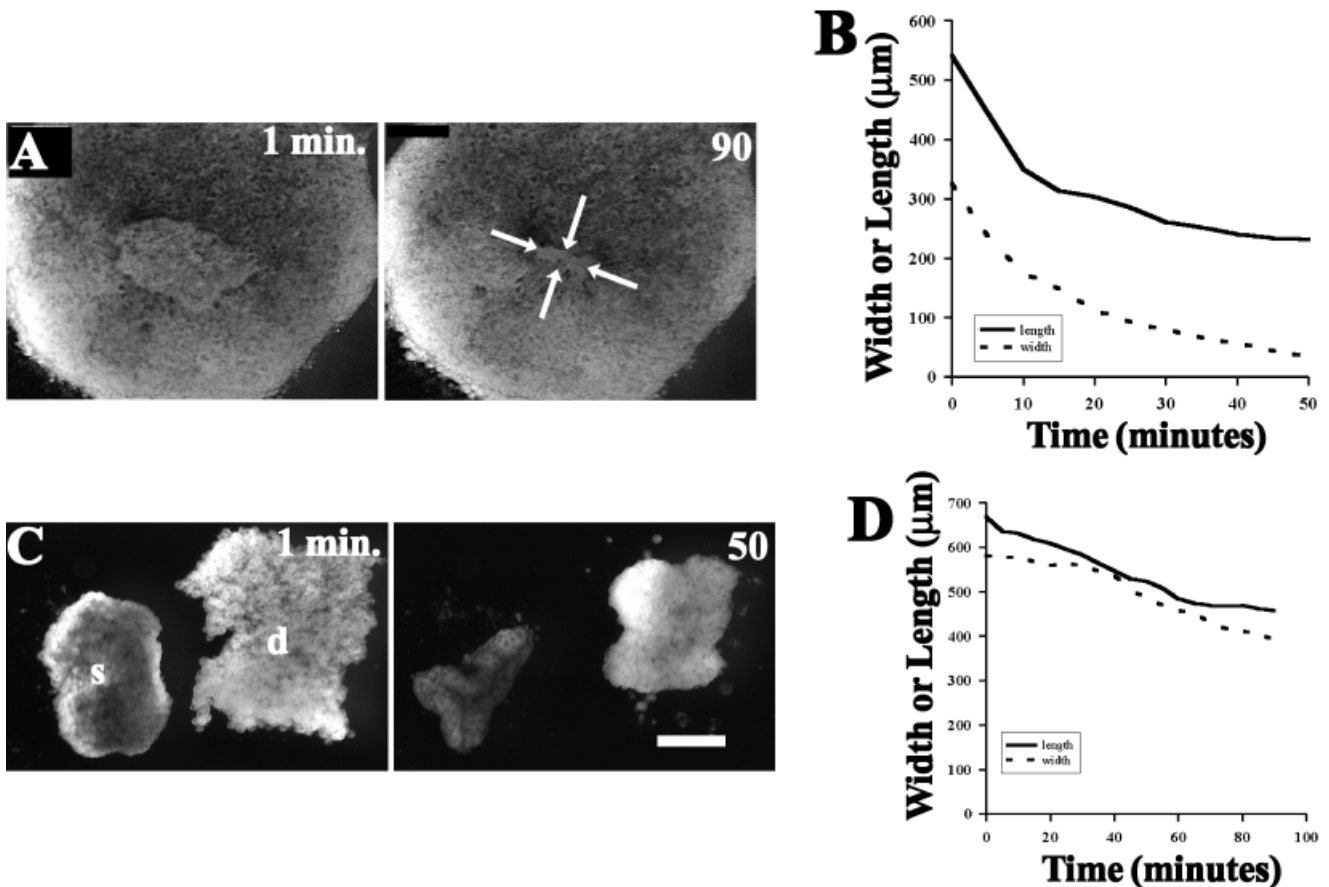 A
1 min.
90
B
Width or Length (μm)
600
500
400
300
200
100
0
length
width
0
10
20
30
40
50
Time (minutes)
C
1 min.
s
d
50
D
Width or Length (μm)
700
600
500
400
300
200
100
0
length
width
0
20
40
60
80
100
Time (minutes)